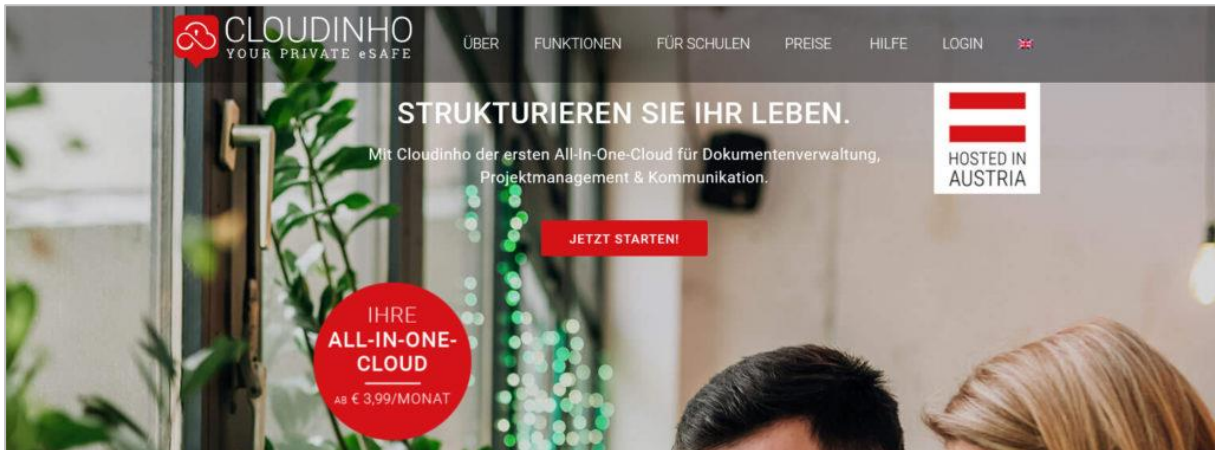 CLOUDINHO
YOUR PRIVATE eSAFE
ÜBER FUNKTIONEN FÜR SCHULEN PREISE HILFE LOGIN
STRUKTURIEREN SIE IHR LEBEN.
Mit Cloudinho der ersten All-In-One-Cloud für Dokumentenverwaltung,
Projektmanagement & Kommunikation.
HOSTED IN
AUSTRIA
JETZT STARTEN!
IHRE
ALL-IN-ONE-
CLOUD
AB € 3,99/MONAT